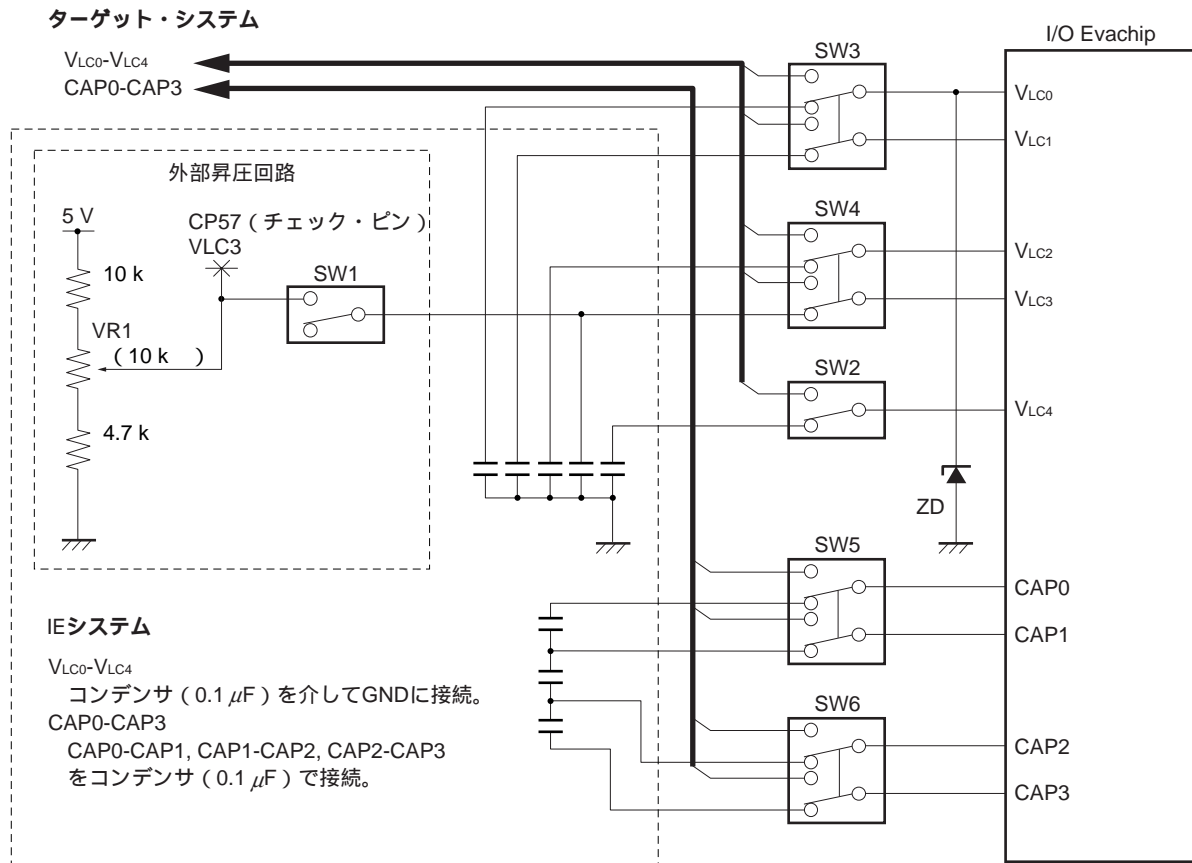 ターゲット・システム
VLC0-VLC4
CAP0-CAP3
I/O Evachip
SW3
VLC0
VLC1
外部昇圧回路
5 V
CP57（チェック・ピン）
VLC3
10 k
SW1
VR1
（10 k　）
4.7 k
SW4
VLC2
VLC3
SW2
VLC4
ZD
SW5
CAP0
CAP1
IEシステム
VLC0-VLC4
コンデンサ（0.1 μF）を介してGNDに接続。
CAP0-CAP3
CAP0-CAP1, CAP1-CAP2, CAP2-CAP3
をコンデンサ（0.1 μF）で接続。
SW6
CAP2
CAP3